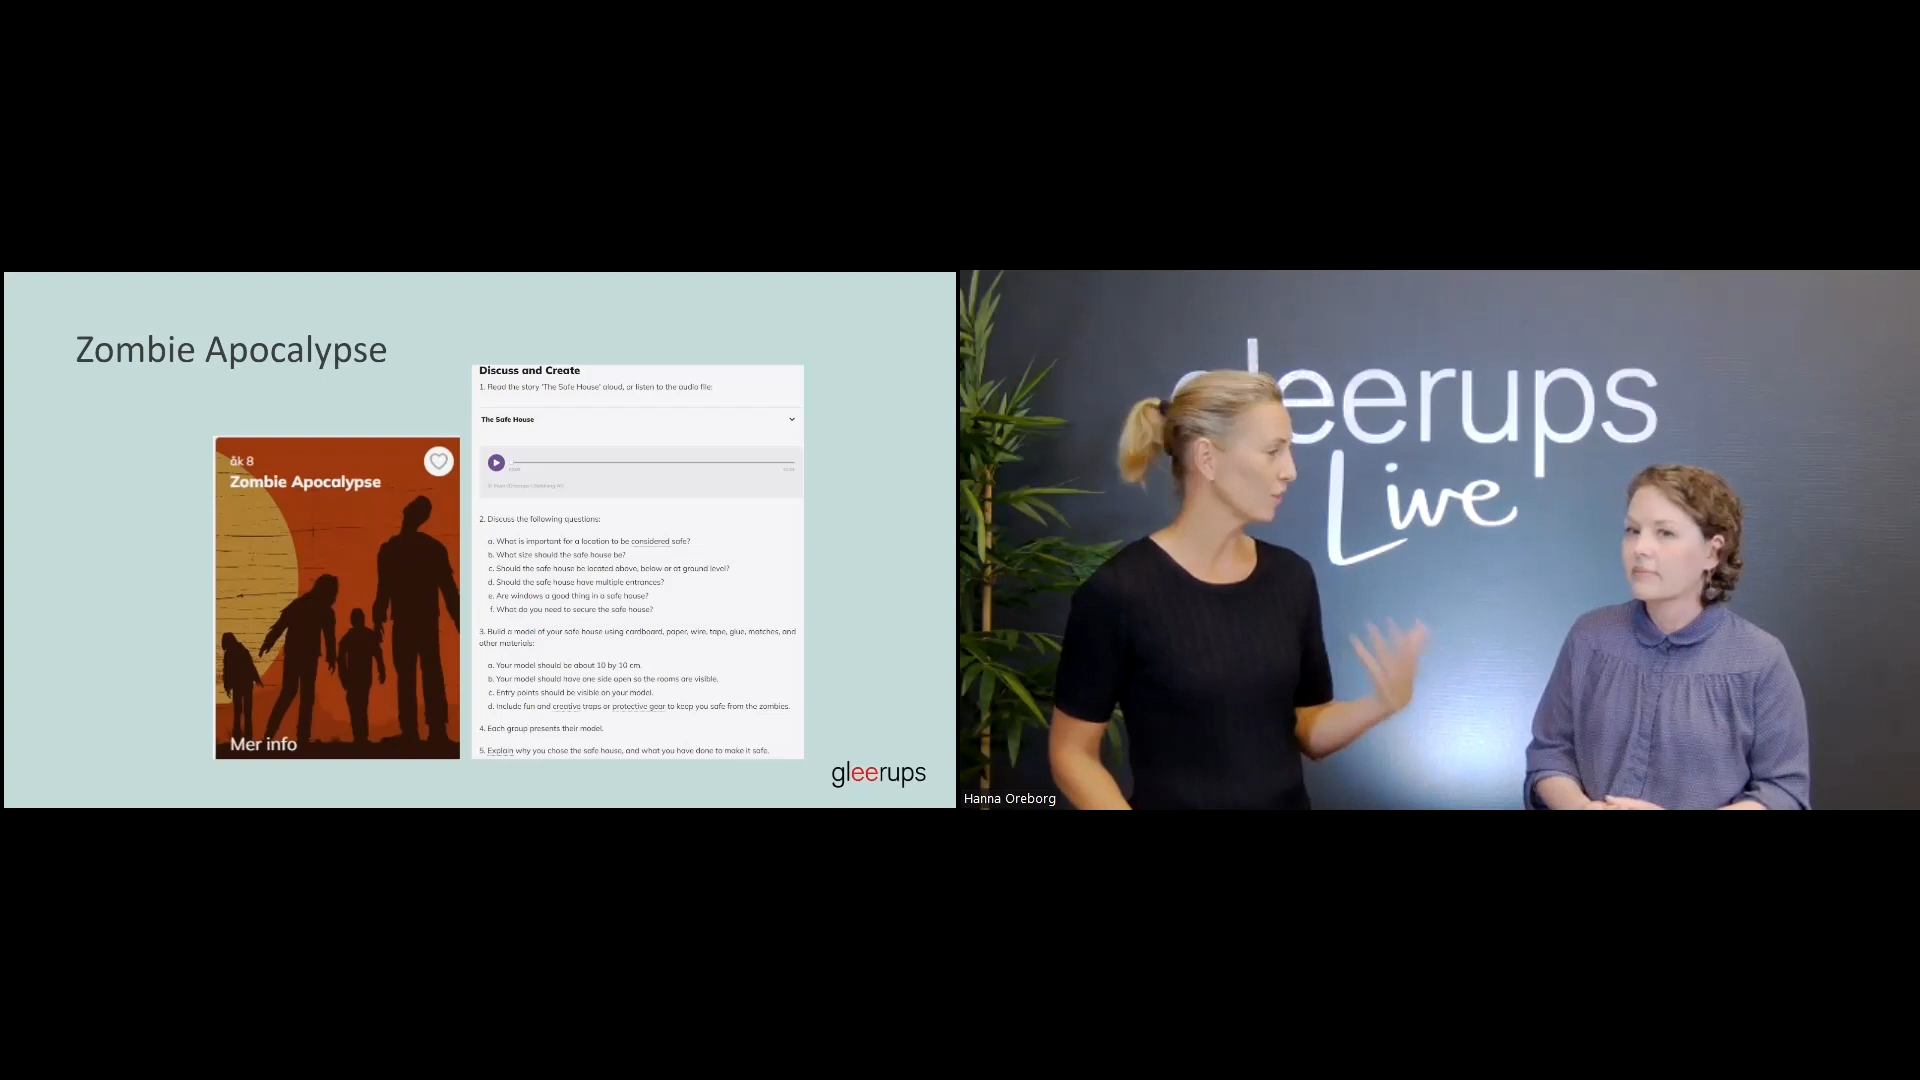 Zombie Apocalypse
åk 8
Zombie Apocalypse
Mer info
Discuss and Create
1. Read the story 'The Safe House' aloud, or listen to the audio file:
The Safe House
2. Discuss the following questions:
a. What is important for a location to be considered safe?
b. What size should the safe house be?
c. Should the safe house be located above, below or at ground level?
d. Should the safe house have multiple entrances?
e. Are windows a good thing in a safe house?
f. What do you need to secure the safe house?
3. Build a model of your safe house using cardboard, paper, wire, tape, glue, matches, and
other materials:
a. Your model should be about 10 by 10 cm.
b. Your model should have one side open so the rooms are visible.
c. Entry points should be visible on your model.
d. Include fun and creative traps or protective gear to keep you safe from the zombies.
4. Each group presents their model.
5. Explain why you chose the safe house, and what you have done to make it safe.
gleerups
gleerups
Live
Hanna Oreborg